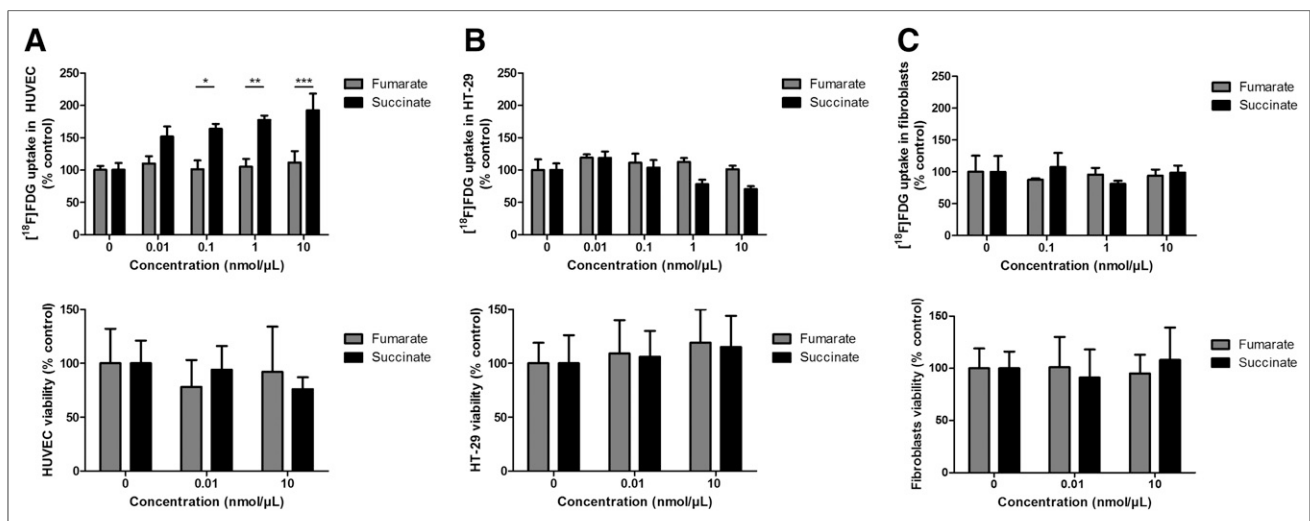 A
[¹⁸F]FDG uptake in HUVEC
(% control)
250
200
150
100
50
0
* ** ***
Fumarate
Succinate
0 0.01 0.1 1 10
Concentration (nmol/µL)
HUVEC viability (% control)
150
100
50
0
Fumarate
Succinate
0 0.01 10
Concentration (nmol/µL)
B
[¹⁸F]FDG uptake in HT-29
(% control)
250
200
150
100
50
0
Fumarate
Succinate
0 0.01 0.1 1 10
Concentration (nmol/µL)
HT-29 viability (% control)
150
100
50
0
Fumarate
Succinate
0 0.01 10
Concentration (nmol/µL)
C
[¹⁸F]FDG uptake in fibroblasts
(% control)
250
200
150
100
50
0
Fumarate
Succinate
0 0.1 1 10
Concentration (nmol/µL)
Fibroblasts viability (% control)
150
100
50
0
Fumarate
Succinate
0 0.01 10
Concentration (nmol/µL)